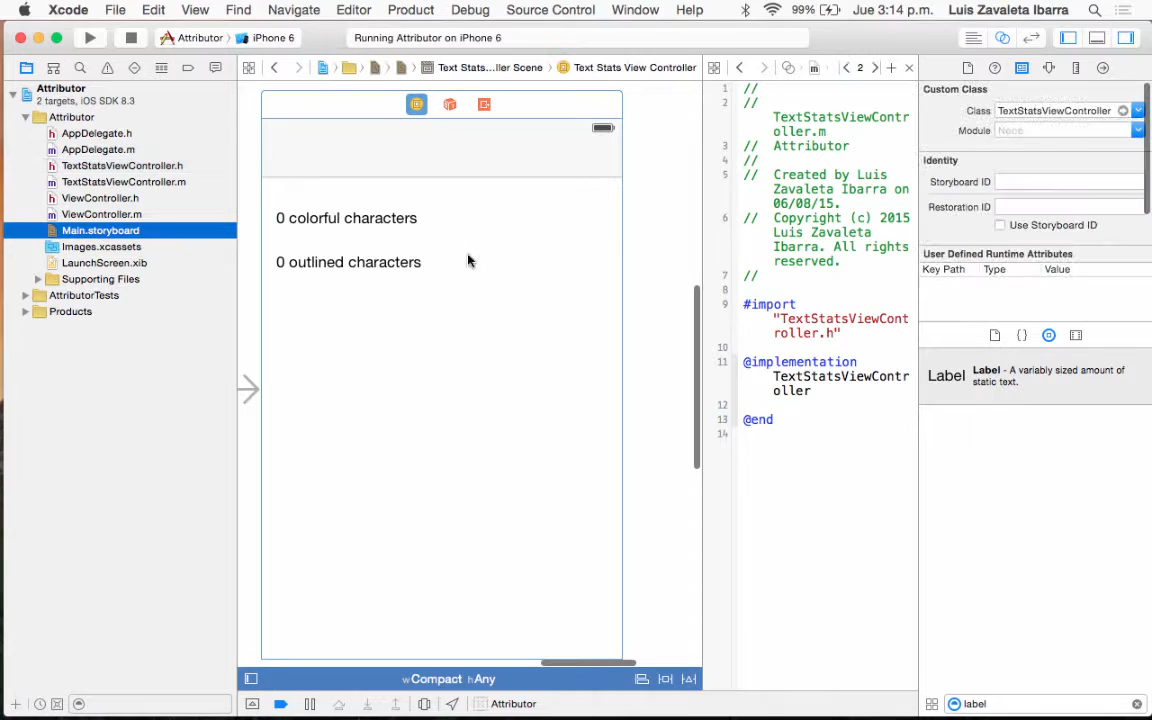 Xcode File Edit View Find Navigate Editor Product Debug Source Control Window Help 99% Jue 3:14 p.m. Luis Zavaleta Ibarra
Attributor iPhone 6 Running Attributor on iPhone 6
Text Sts...ller Scene Text Stats View Controller 2
Attributor
2 targets, iOS SDK 8.3
Attributor
AppDelegate.h
AppDelegate.m
TextStatsViewController.h
TextStatsViewController.m
ViewController.h
ViewController.m
Main.storyboard
Images.xcassets
LaunchScreen.xib
Supporting Files
AttributorTests
Products
0 colorful characters
0 outlined characters
wCompact hAny
Attributor
1 //
2 //
TextStatsViewContr
oller.m
3 // Attributor
4 //
5 // Created by Luis
Zavaleta Ibarra on
06/08/15.
6 // Copyright (c) 2015
Luis Zavaleta
Ibarra. All rights
reserved.
7 //
8
9 #import
"TextStatsViewCont
roller.h"
10
11 @implementation
TextStatsViewContr
oller
12
13 @end
14
Custom Class
Class TextStatsViewController
Module None
Identity
Storyboard ID
Restoration ID
Use Storyboard ID
User Defined Runtime Attributes
Key Path Type Value
{ }
Label Label - A variably sized amount of
static text.
label